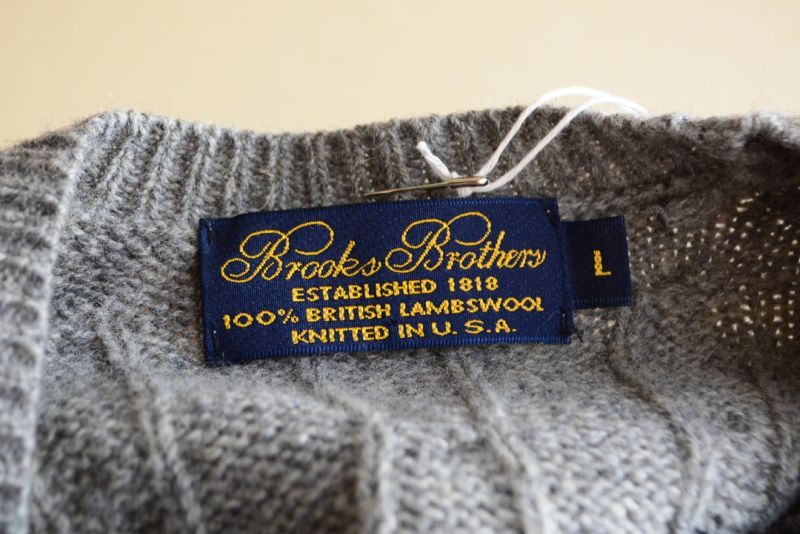 Brooks Brothers
ESTABLISHED 1818
100% BRITISH LAMBSWOOL
KNITTED IN U.S.A.
L